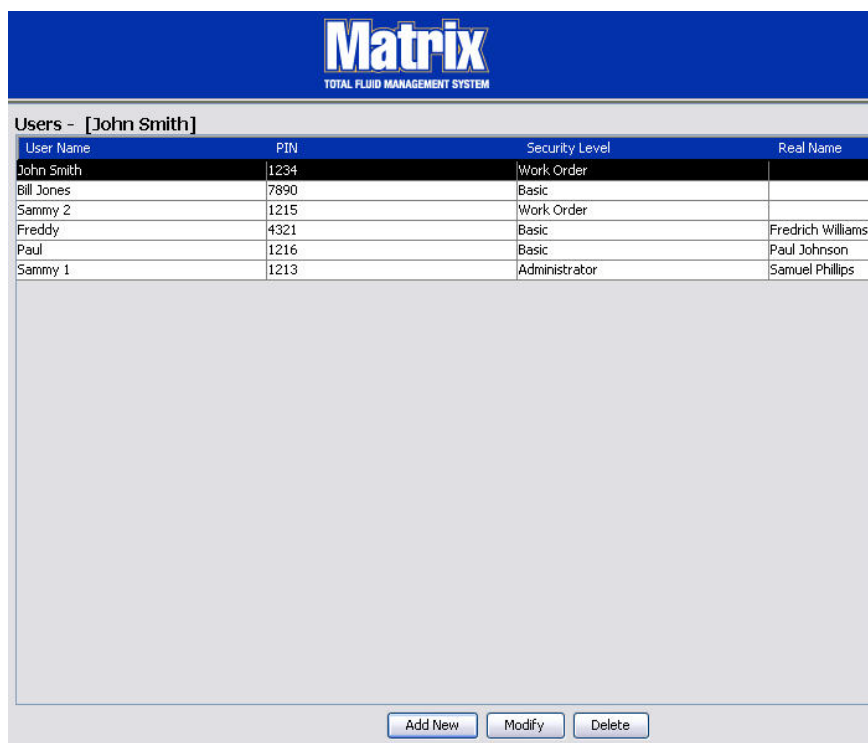 Matrix
TOTAL FLUID MANAGEMENT SYSTEM
Users - [John Smith]
User Name PIN Security Level Real Name
John Smith 1234 Work Order
Bill Jones 7890 Basic
Sammy 2 1215 Work Order
Freddy 4321 Basic Fredrich Williams
Paul 1216 Basic Paul Johnson
Sammy 1 1213 Administrator Samuel Phillips
Add New Modify Delete